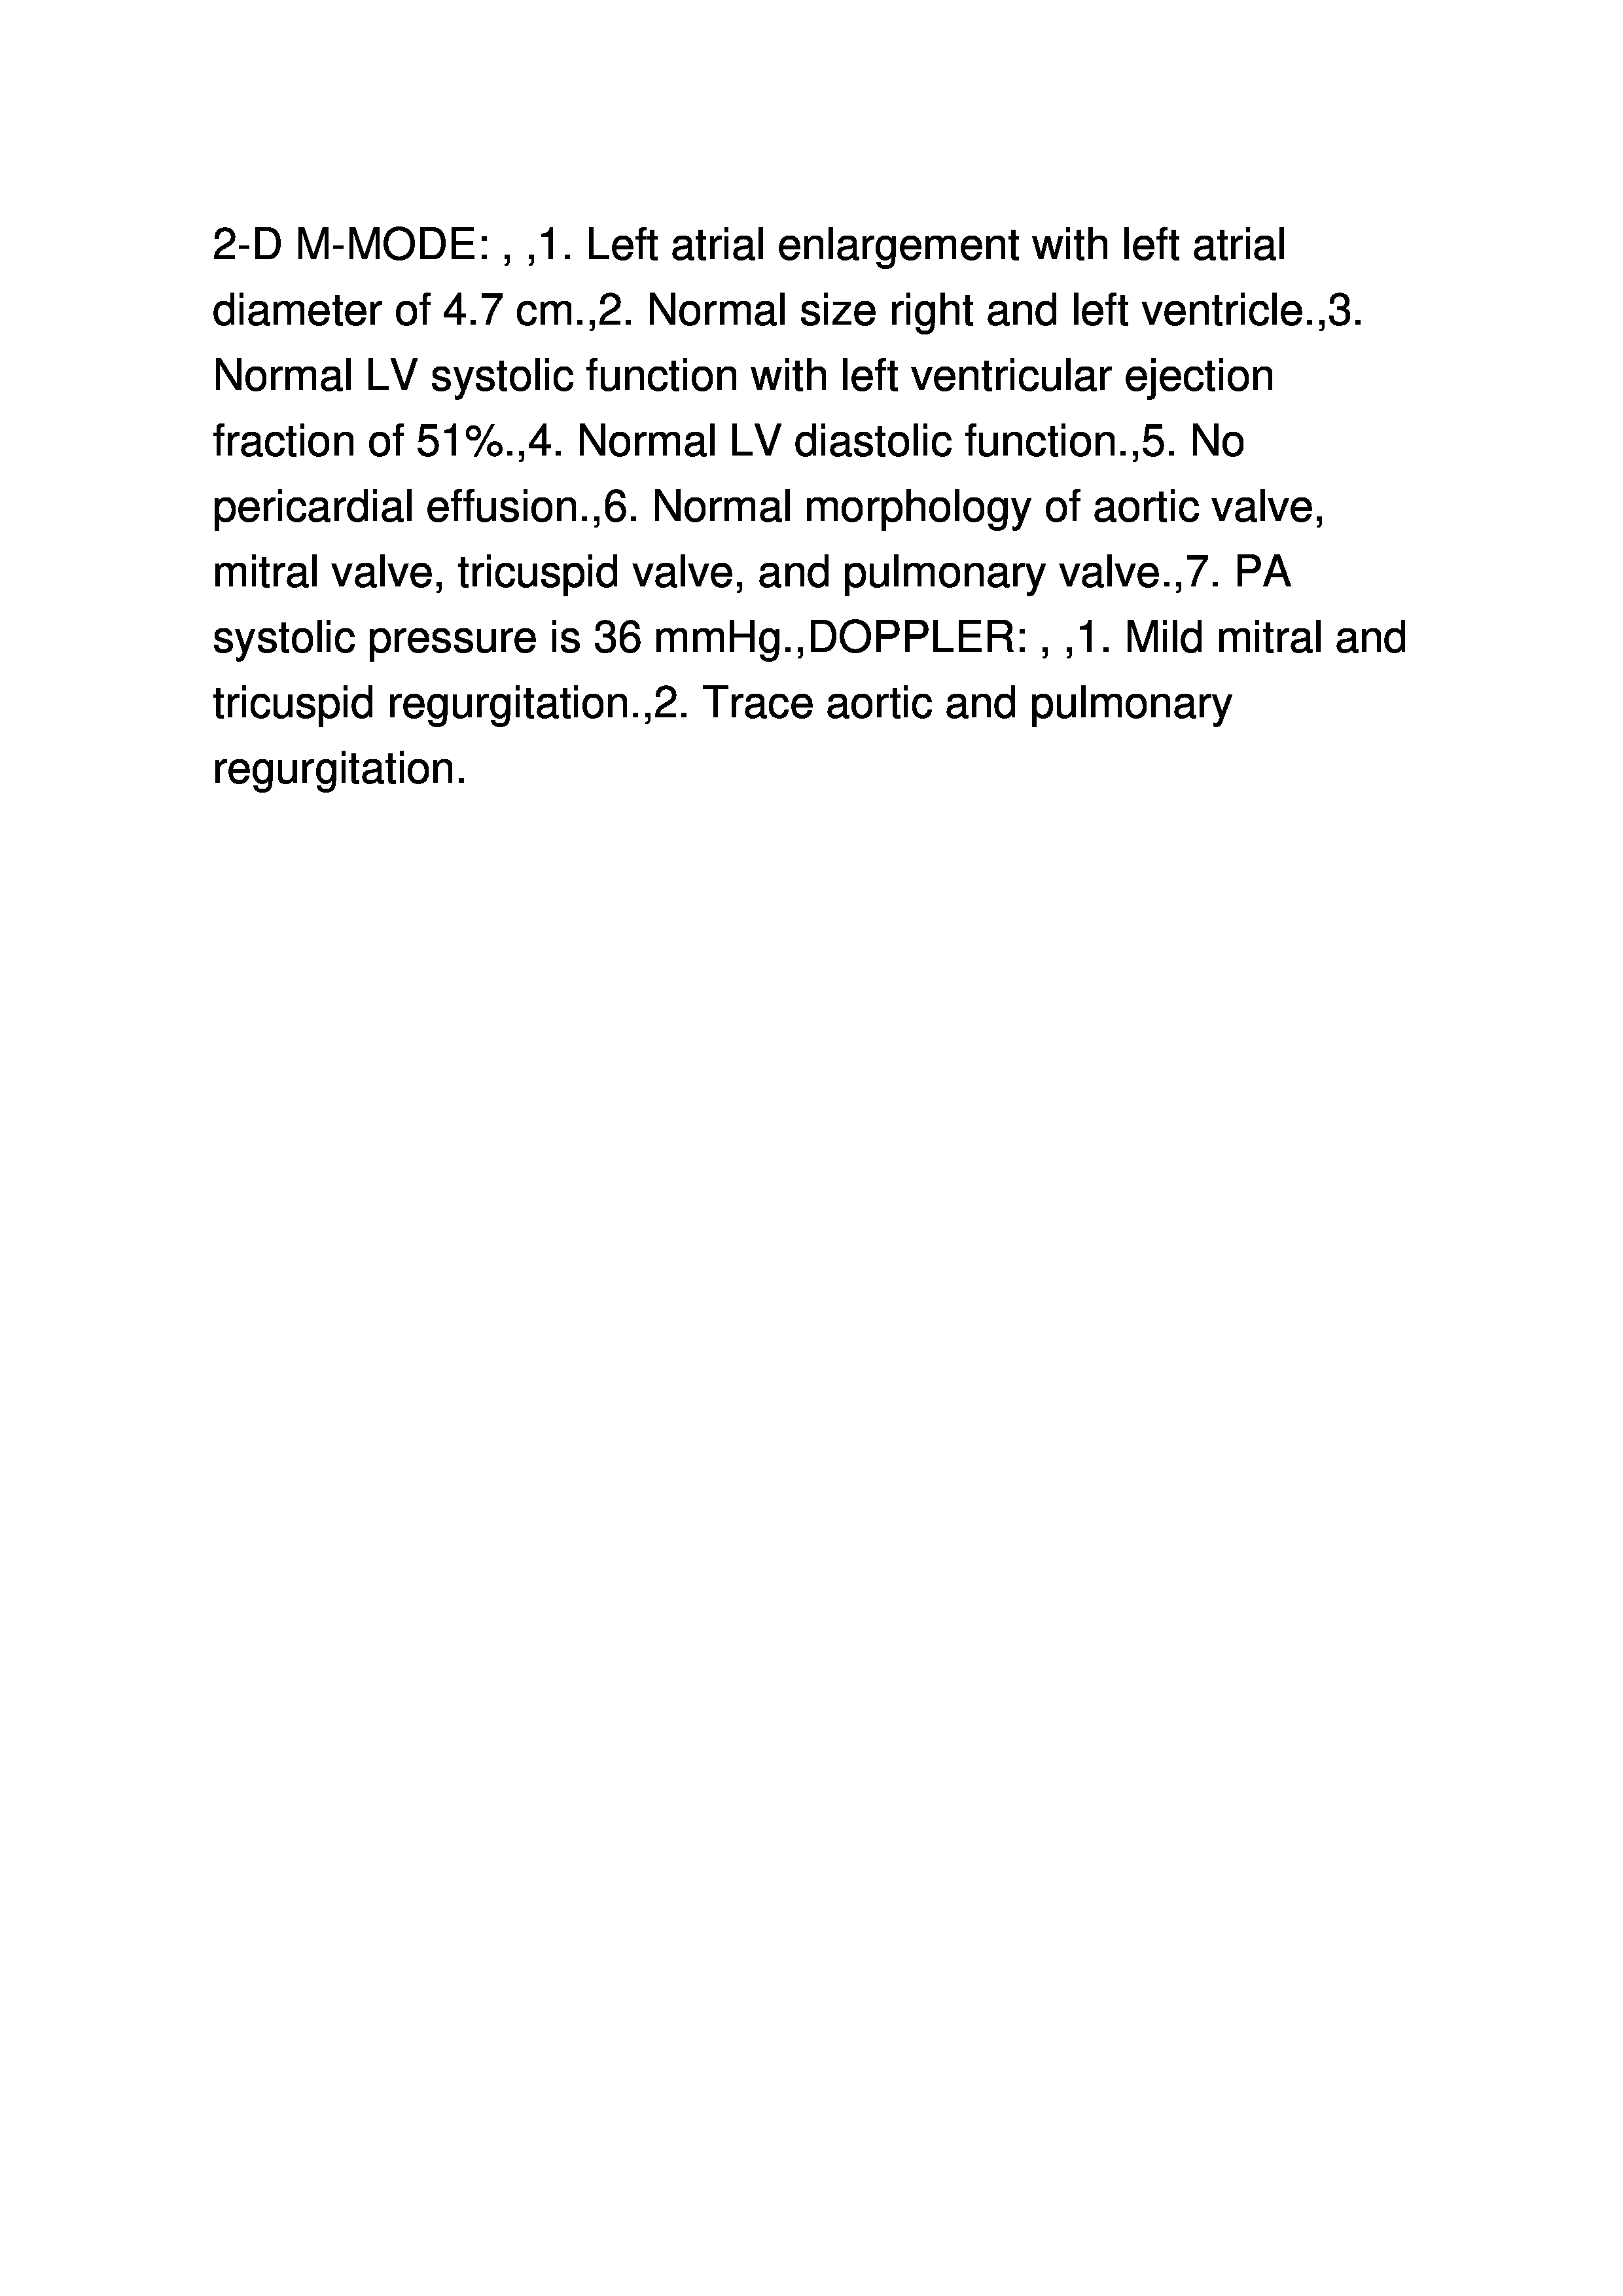 2-D M-MODE: , ,1. Left atrial enlargement with left atrial
diameter of 4.7 cm.,2. Normal size right and left ventricle.,3.
Normal LV systolic function with left ventricular ejection
fraction of 51%.,4. Normal LV diastolic function.,5. No
pericardial effusion.,6. Normal morphology of aortic valve,
mitral valve, tricuspid valve, and pulmonary valve.,7. PA
systolic pressure is 36 mmHg.,DOPPLER: , ,1. Mild mitral and
tricuspid regurgitation.,2. Trace aortic and pulmonary
regurgitation.